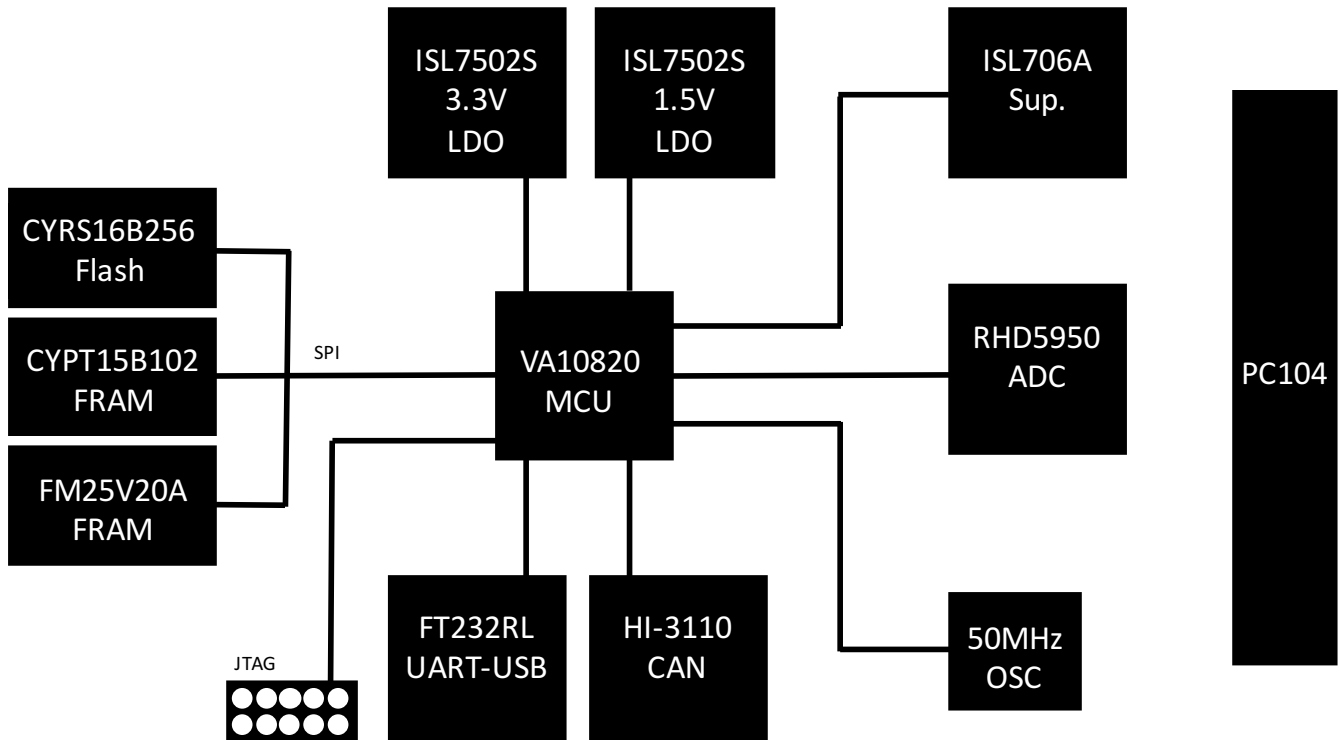 ISL7502S
3.3V
LDO
ISL7502S
1.5V
LDO
ISL706A
Sup.
CYRS16B256
Flash
CYPT15B102
FRAM
FM25V20A
FRAM
SPI
VA10820
MCU
RHD5950
ADC
PC104
JTAG
FT232RL
UART-USB
HI-3110
CAN
50MHz
OSC